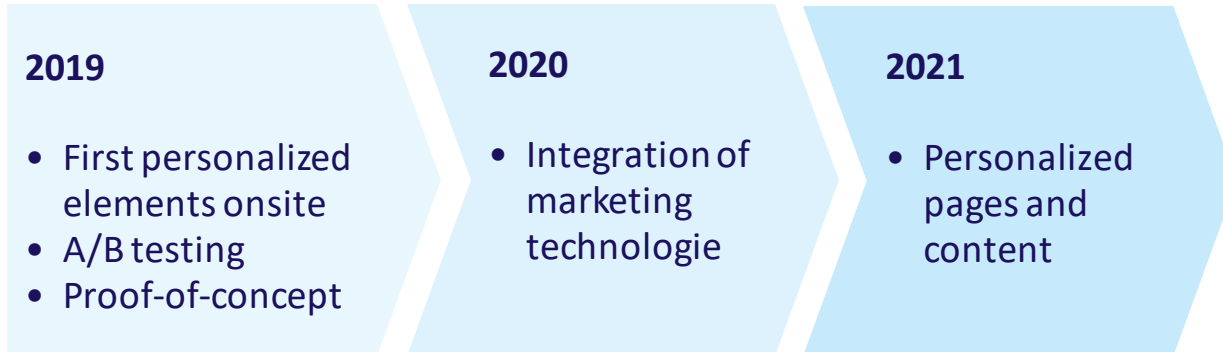 2019
• First personalized
elements onsite
• A/B testing
• Proof-of-concept
2020
• Integration of
marketing
technologie
2021
• Personalized
pages and
content